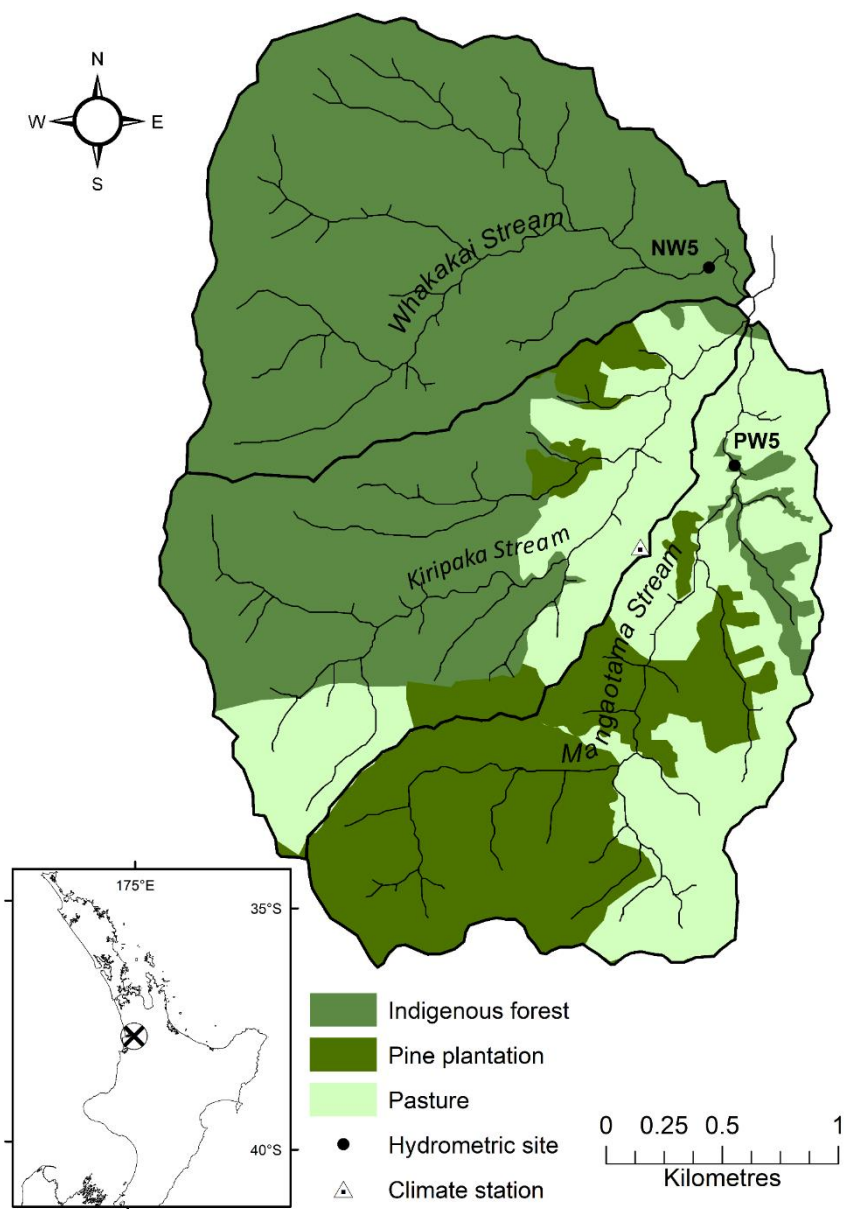 N
W E
S
Whakakai Stream
NW5
PW5
Kiripaka Stream
Mangaotama Stream
175°E
35°S
40°S
Indigenous forest
Pine plantation
Pasture
Hydrometric site
Climate station
0 0.25 0.5 1
Kilometres